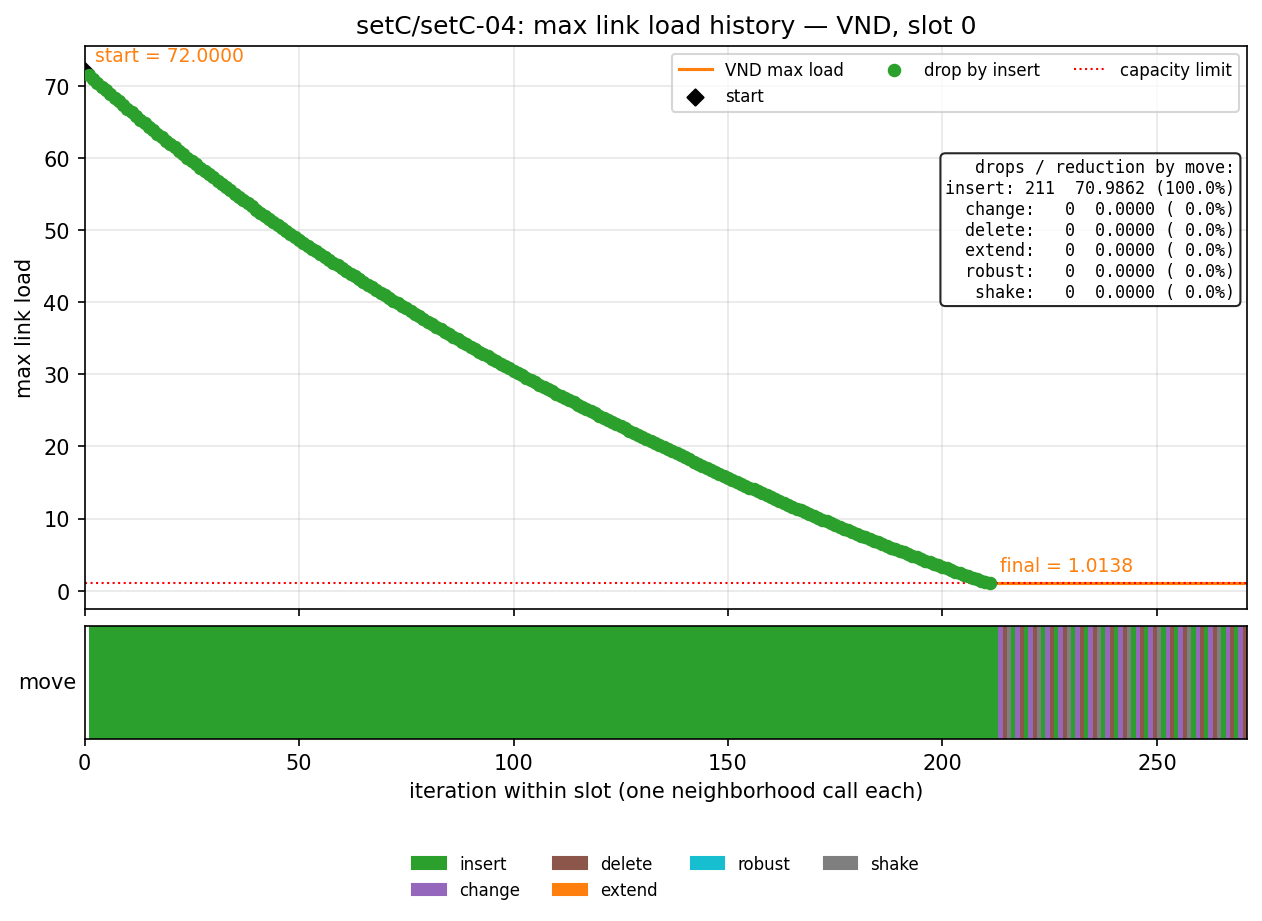 setC/setC-04: max link load history — VND, slot 0
start = 72.0000
VND max load
start
drop by insert
capacity limit
drops / reduction by move:
insert: 211  70.9862 (100.0%)
change:   0  0.0000 (  0.0%)
delete:   0  0.0000 (  0.0%)
extend:   0  0.0000 (  0.0%)
robust:   0  0.0000 (  0.0%)
shake:   0  0.0000 (  0.0%)
max link load
70
60
50
40
30
20
10
0
final = 1.0138
move
0 50 100 150 200 250
iteration within slot (one neighborhood call each)
insert delete robust shake
change extend